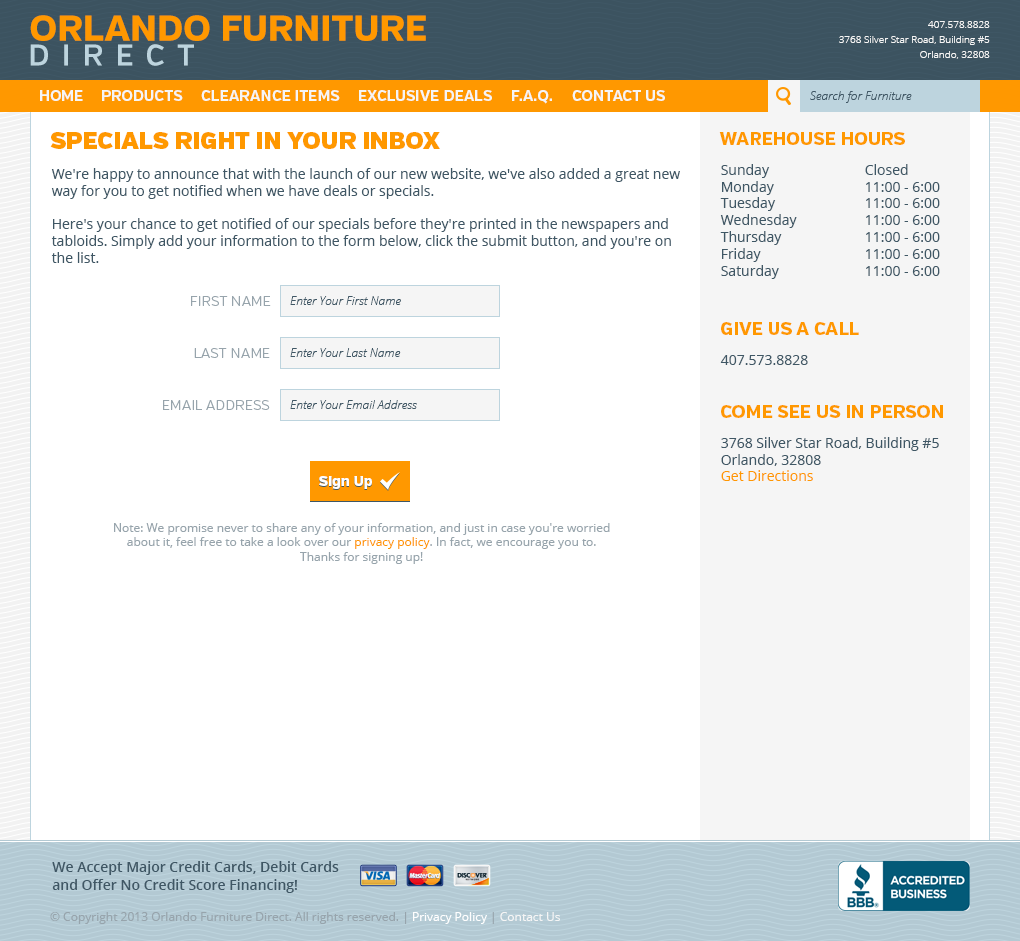 ORLANDO FURNITURE
DIRECT
407.578.8828
3768 Silver Star Road, Building #5
Orlando, 32808
HOME PRODUCTS CLEARANCE ITEMS EXCLUSIVE DEALS F.A.Q. CONTACT US
Search for Furniture
SPECIALS RIGHT IN YOUR INBOX
We're happy to announce that with the launch of our new website, we've also added a great new
way for you to get notified when we have deals or specials.
Here's your chance to get notified of our specials before they're printed in the newspapers and
tabloids. Simply add your information to the form below, click the submit button, and you're on
the list.
FIRST NAME Enter Your First Name
LAST NAME Enter Your Last Name
EMAIL ADDRESS Enter Your Email Address
Sign Up
Note: We promise never to share any of your information, and just in case you're worried
about it, feel free to take a look over our privacy policy. In fact, we encourage you to.
Thanks for signing up!
WAREHOUSE HOURS
Sunday Closed
Monday 11:00 - 6:00
Tuesday 11:00 - 6:00
Wednesday 11:00 - 6:00
Thursday 11:00 - 6:00
Friday 11:00 - 6:00
Saturday 11:00 - 6:00
GIVE US A CALL
407.573.8828
COME SEE US IN PERSON
3768 Silver Star Road, Building #5
Orlando, 32808
Get Directions
We Accept Major Credit Cards, Debit Cards
and Offer No Credit Score Financing!
VISA MasterCard DISCOVER
© Copyright 2013 Orlando Furniture Direct. All rights reserved. | Privacy Policy | Contact Us
BBB.
ACCREDITED
BUSINESS